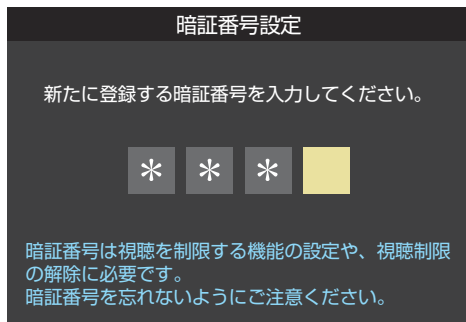 暗証番号設定
新たに登録する暗証番号を入力してください。
* * *
暗証番号は視聴を制限する機能の設定や、視聴制限
の解除に必要です。
暗証番号を忘れないようにご注意ください。